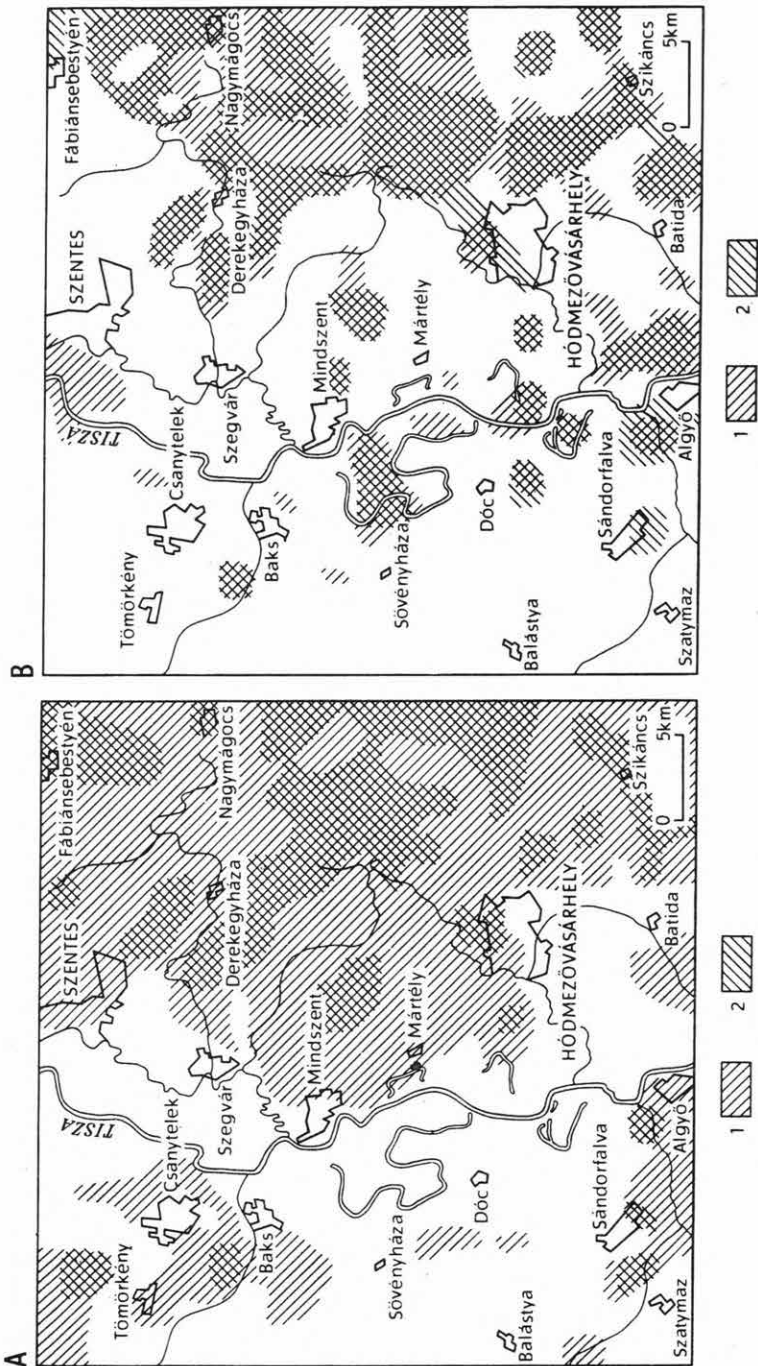 A
TISZA
SZENTES
Fábiánsebestyén
Nagymágocs
Derekegyháza
Csanytelek
Tömörkény
Szegvár
Baks
Mindszent
Mártély
Sövényháza
Dóc
Balástya
HÓDMEZŐVÁSÁRHELY
Szikáncs
Batida
Sándorfalva
Szatymaz
Algyő
0 5km
1 2
B
TISZA
SZENTES
Fábiánsebestyén
Nagymágocs
Derekegyháza
Csanytelek
Tömörkény
Szegvár
Baks
Mindszent
Mártély
Sövényháza
Dóc
Balástya
HÓDMEZŐVÁSÁRHELY
Szikáncs
Batida
Sándorfalva
Szatymaz
Algyő
0 5km
1 2